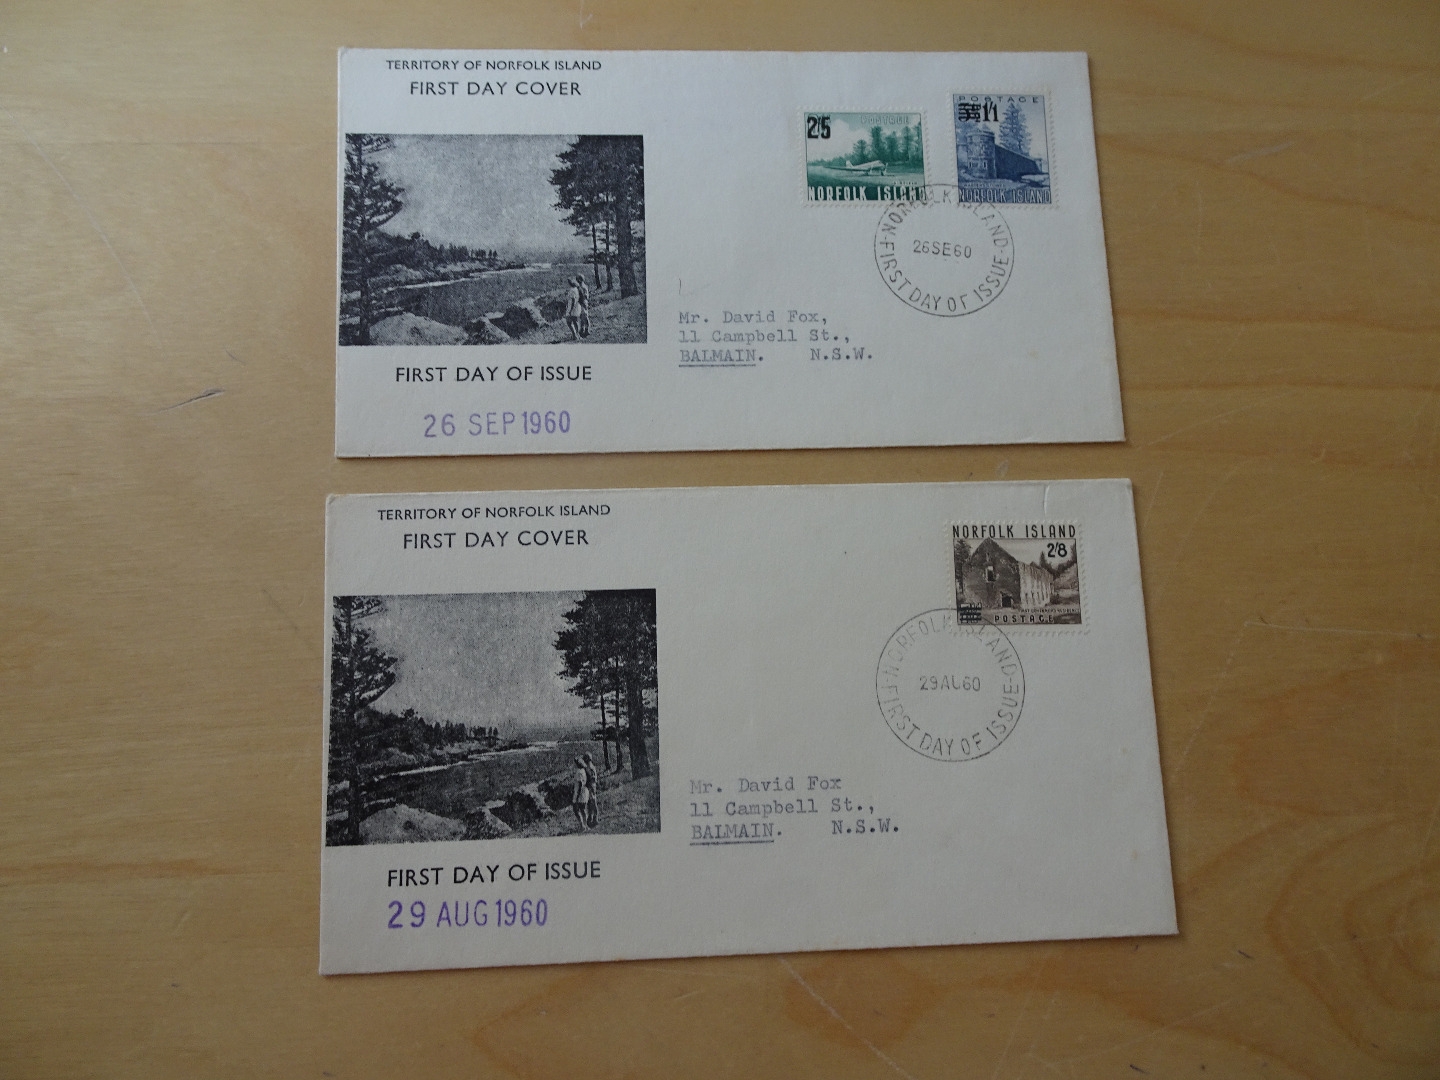 TERRITORY OF NORFOLK ISLAND
FIRST DAY COVER
2/5
POSTAGE
NORFOLK ISLAND
POSTAGE
1/1
NORFOLK ISLAND
NORFOLK ISLAND
26SE60
-FIRST DAY OF ISSUE-
Mr. David Fox,
11 Campbell St.,
BALMAIN. N.S.W.
FIRST DAY OF ISSUE
26 SEP 1960
TERRITORY OF NORFOLK ISLAND
FIRST DAY COVER
NORFOLK ISLAND
2/8
POSTAGE
NORFOLK ISLAND
29AU60
-FIRST DAY OF ISSUE-
Mr. David Fox
11 Campbell St.,
BALMAIN. N.S.W.
FIRST DAY OF ISSUE
29 AUG 1960